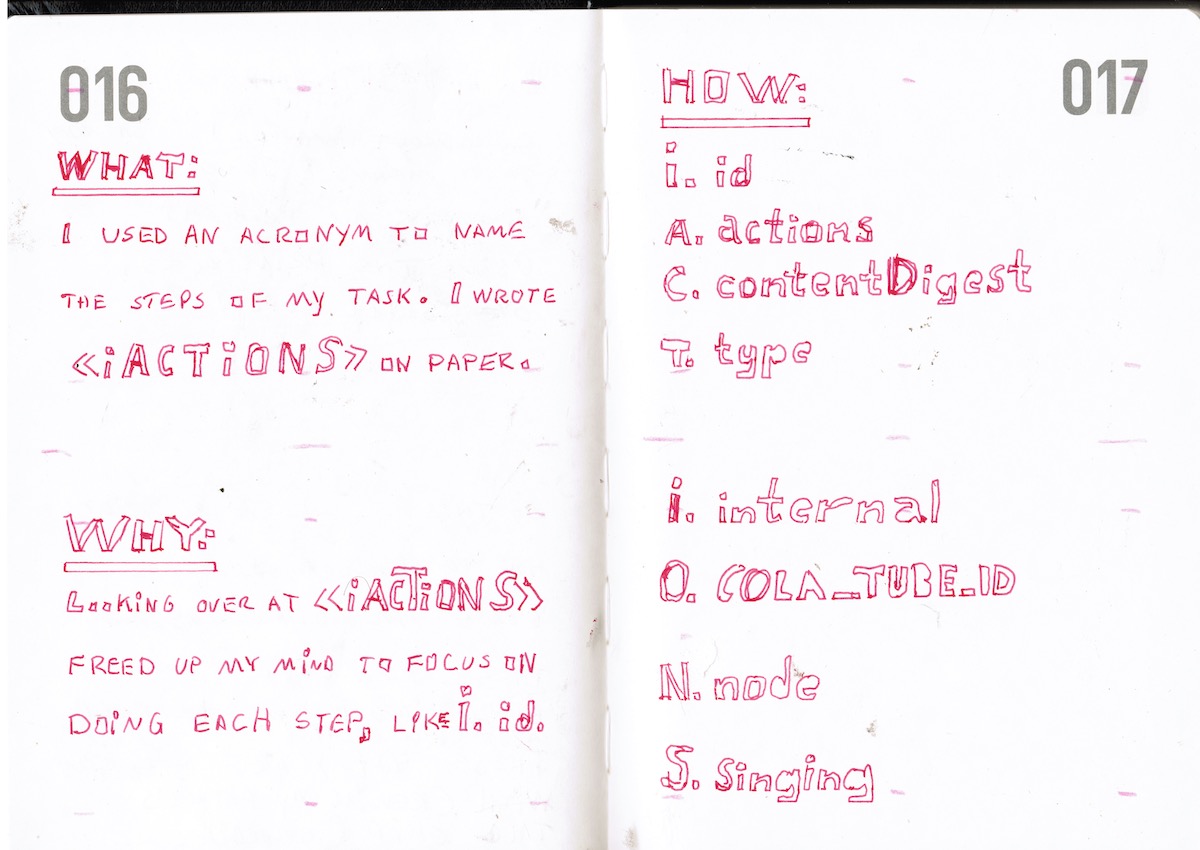 016
WHAT:
I USED AN ACRONYM TO NAME
THE STEPS OF MY TASK. I WROTE
«iACTiONS» ON PAPER.
WHY:
LOOKING OVER AT «iACTiONS»
FREED UP MY MiND TO FOCUS ON
DOiNG EACH STEP, LIKE i. id.
017
HOW:
i. id
A. actions
C. contentDigest
T. type
i. internal
O. COLA_TUBE_ID
N. node
S. Singing